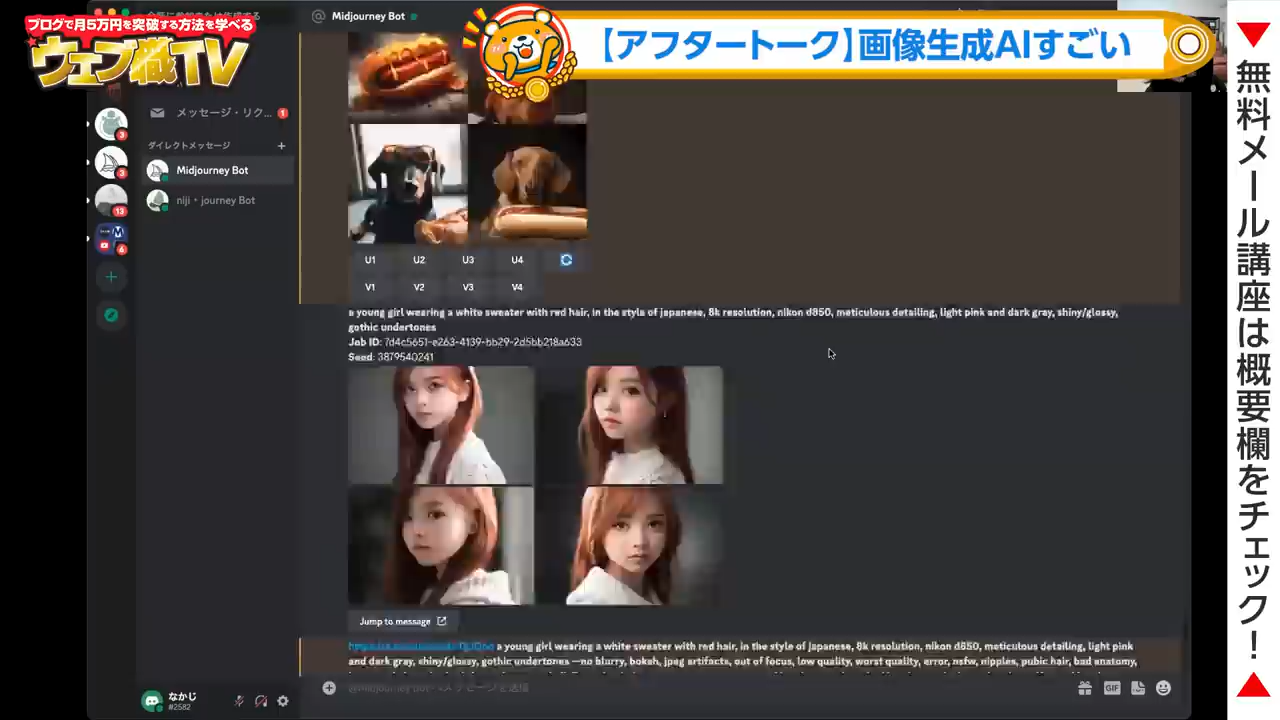 ブログで月5万円を突破する方法を学べる
ウェブ職TV
【アフタートーク】画像生成AIすごい
無料メール講座は概要欄をチェック！
Midjourney Bot
メッセージ・リク...
1
ダイレクトメッセージ
Midjourney Bot
niji・journey Bot
3
3
13
6
U1 U2 U3 U4
V1 V2 V3 V4
a young girl wearing a white sweater with red hair, in the style of japanese, 8k resolution, nikon d850, meticulous detailing, light pink and dark gray, shiny/glossy,
gothic undertones
Job ID: 7d4c5651-e263-4139-bb29-2d5bb218a633
Seed: 3879540241
Jump to message
a young girl wearing a white sweater with red hair, in the style of japanese, 8k resolution, nikon d850, meticulous detailing, light pink
and dark gray, shiny/glossy, gothic undertones --no blurry, bokeh, jpeg artifacts, out of focus, low quality, worst quality, error, nsfw, nipples, pubic hair, bad anatomy,
なかじ
#2582
GIF